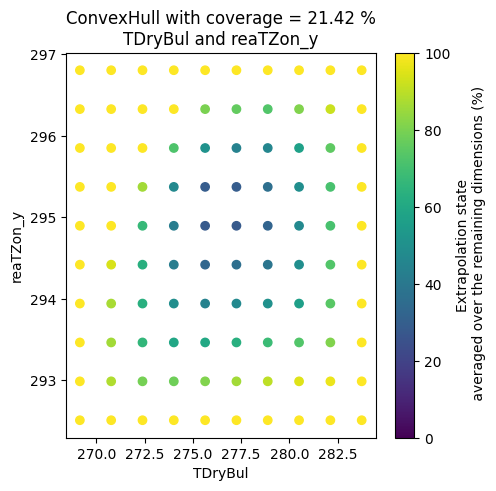 ConvexHull with coverage = 21.42 %
TDryBul and reaTZon_y
297
296
295
294
293
reaTZon_y
270.0 272.5 275.0 277.5 280.0 282.5
TDryBul
100
80
60
40
20
0
Extrapolation state
averaged over the remaining dimensions (%)